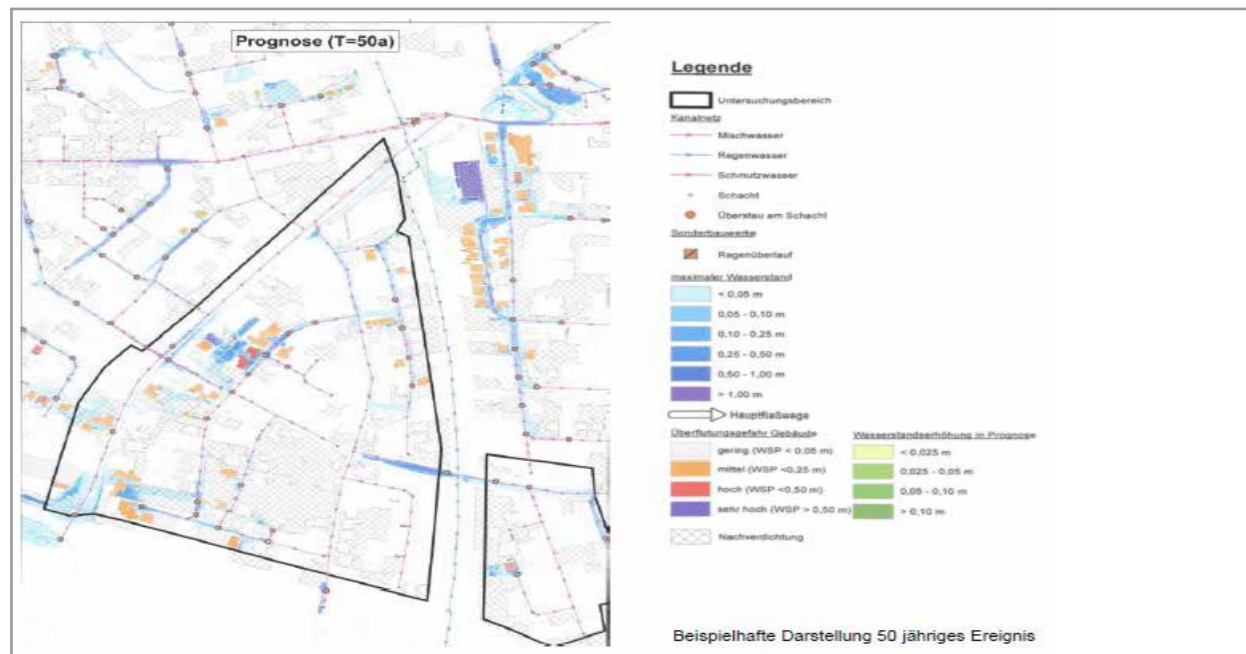 Prognose (T=50a)
Legende
Untersuchungsbereich
Kanalnetz
Mischwasser
Regenwasser
Schmutzwasser
Schacht
Überstau am Schacht
Sonderbauwerke
Regenüberlauf
maximaler Wasserstand
< 0,05 m
0,05 - 0,10 m
0,10 - 0,25 m
0,25 - 0,50 m
0,50 - 1,00 m
> 1,00 m
Hauptfließwege
Überflutungsgefahr Gebäude
gering (WSP < 0,05 m)
mittel (WSP <0,25 m)
hoch (WSP <0,50 m)
sehr hoch (WSP > 0,50 m)
Nachverdichtung
Wasserstandserhöhung in Prognose
< 0,025 m
0,025 - 0,05 m
0,05 - 0,10 m
> 0,10 m
Beispielhafte Darstellung 50 jähriges Ereignis